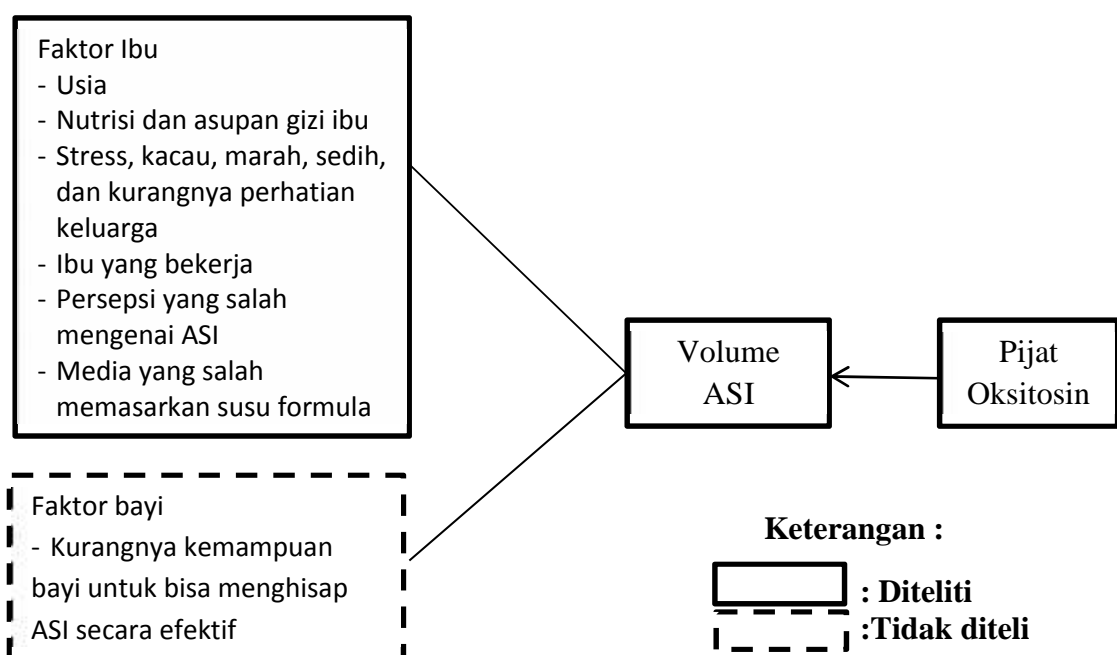 Faktor Ibu
- Usia
- Nutrisi dan asupan gizi ibu
- Stress, kacau, marah, sedih,
dan kurangnya perhatian
keluarga
- Ibu yang bekerja
- Persepsi yang salah
mengenai ASI
- Media yang salah
memasarkan susu formula
Volume
ASI
Pijat
Oksitosin
Faktor bayi
- Kurangnya kemampuan
bayi untuk bisa menghisap
ASI secara efektif
Keterangan :
: Diteliti
:Tidak diteli